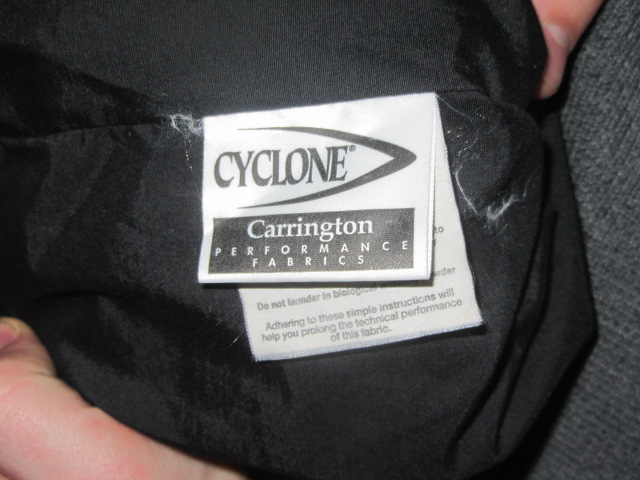 CYCLONE®
Carrington
PERFORMANCE
FABRICS
to
Do not launder in biological
Adhering to these simple instructions will
help you prolong the technical performance
of this fabric.